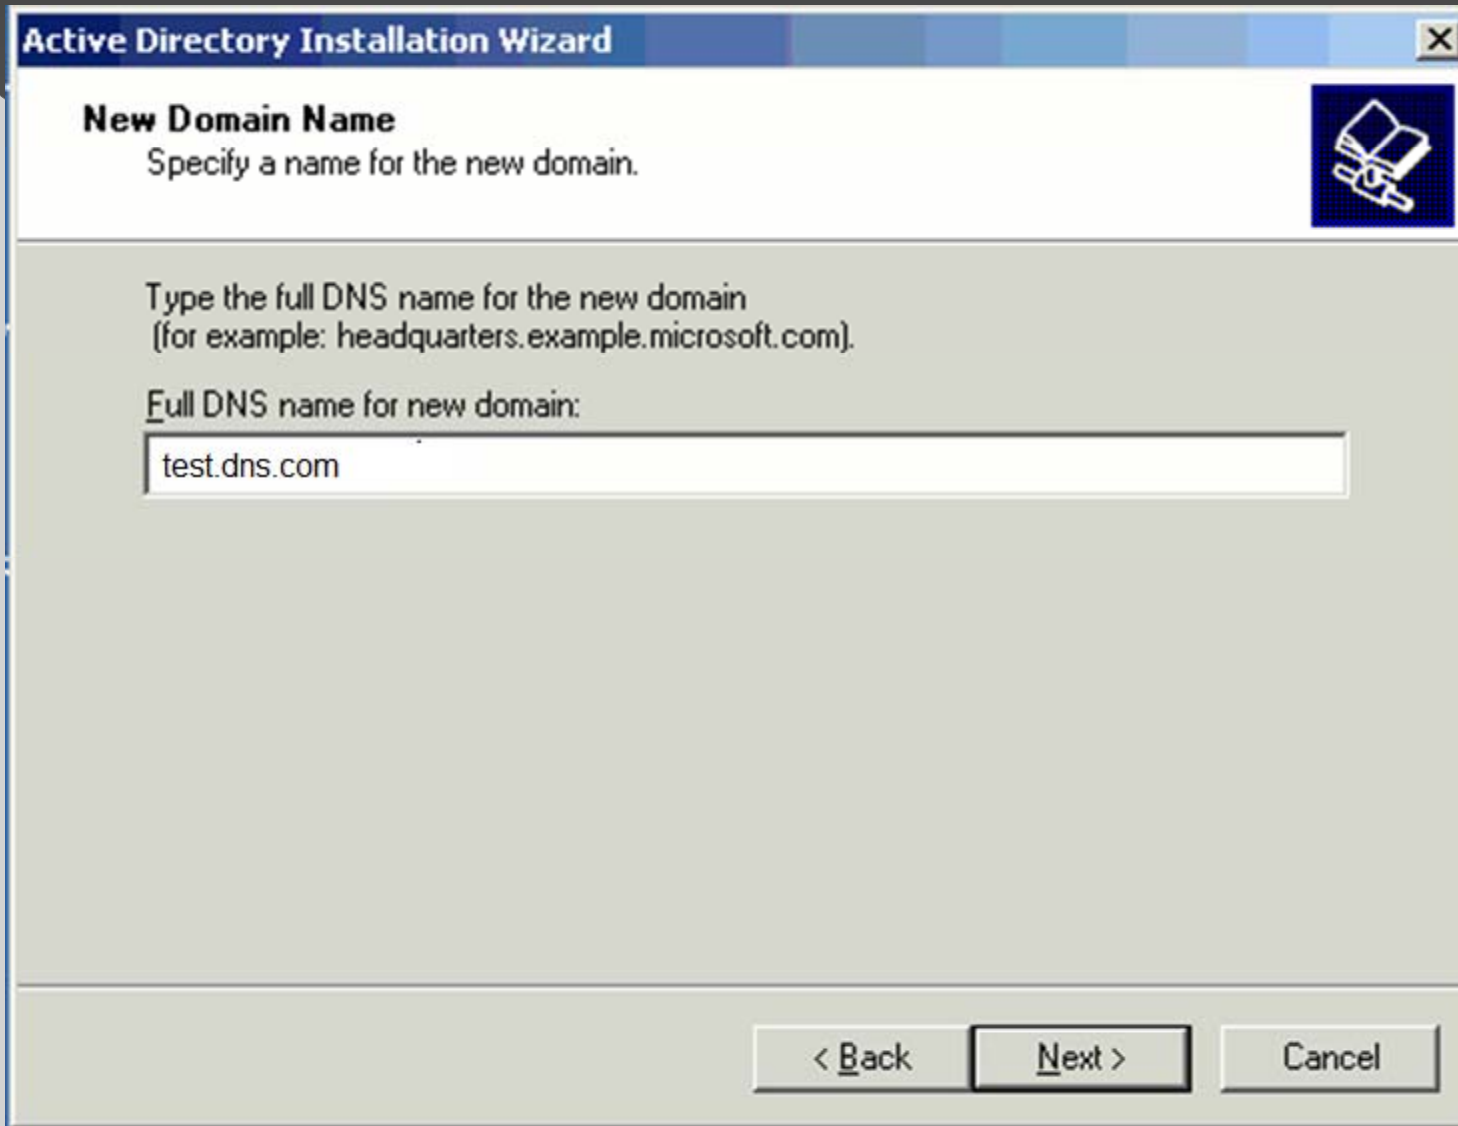 Active Directory Installation Wizard
New Domain Name
Specify a name for the new domain.
Type the full DNS name for the new domain
(for example: headquarters.example.microsoft.com).
Full DNS name for new domain:
test.dns.com
< Back
Next >
Cancel